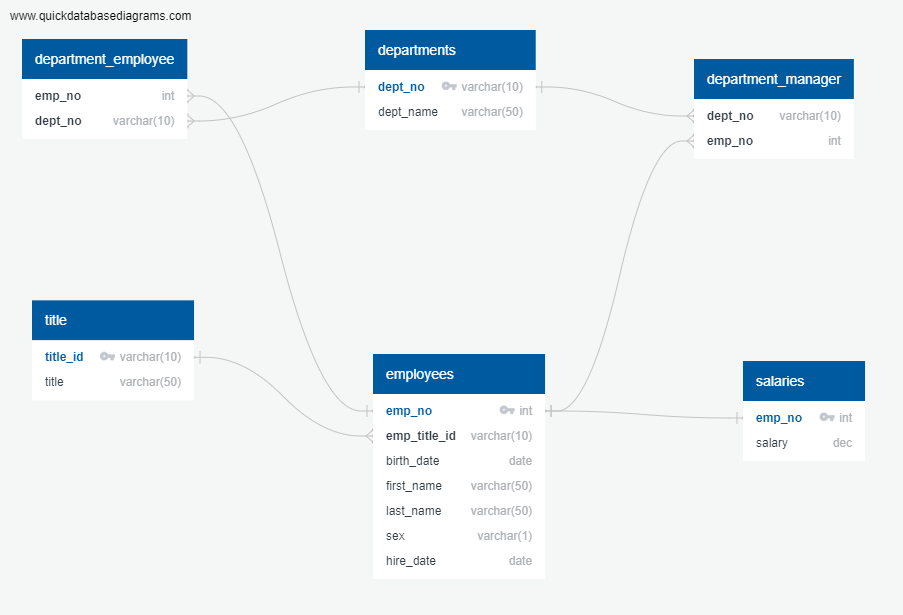 www.quickdatabasediagrams.com
department_employee
emp_no int
dept_no varchar(10)
departments
dept_no varchar(10)
dept_name varchar(50)
department_manager
dept_no varchar(10)
emp_no int
title
title_id varchar(10)
title varchar(50)
employees
emp_no int
emp_title_id varchar(10)
birth_date date
first_name varchar(50)
last_name varchar(50)
sex varchar(1)
hire_date date
salaries
emp_no int
salary dec